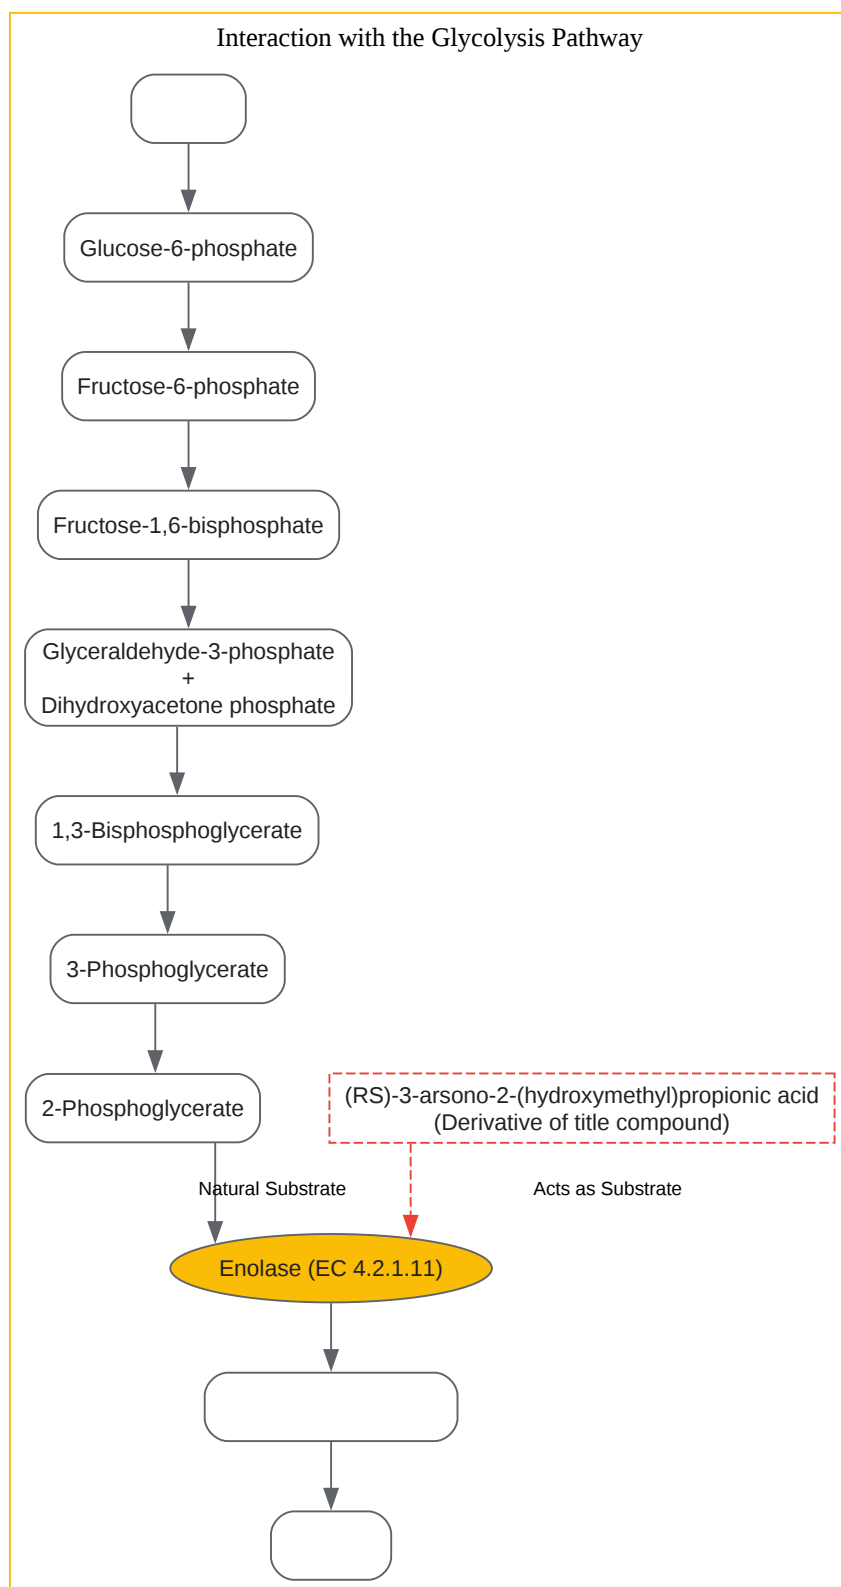 Interaction with the Glycolysis Pathway
Glucose-6-phosphate
Fructose-6-phosphate
Fructose-1,6-bisphosphate
Glyceraldehyde-3-phosphate
+
Dihydroxyacetone phosphate
1,3-Bisphosphoglycerate
3-Phosphoglycerate
2-Phosphoglycerate
(RS)-3-arsono-2-(hydroxymethyl)propionic acid
(Derivative of title compound)
Natural Substrate
Acts as Substrate
Enolase (EC 4.2.1.11)